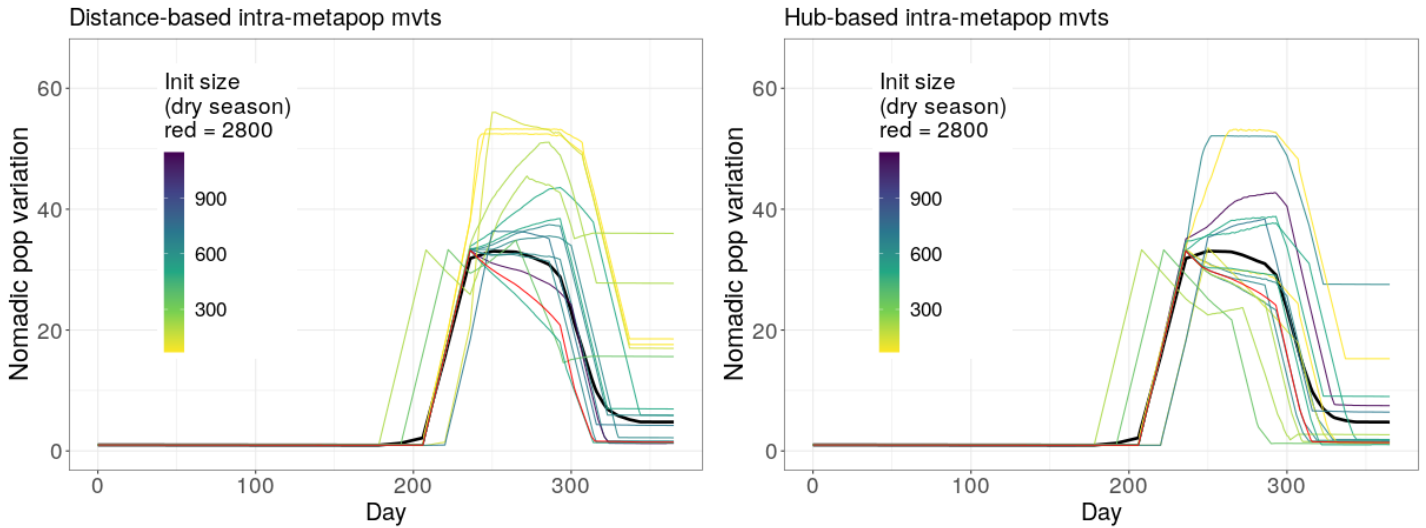 Distance-based intra-metapop mvts
Nomadic pop variation
60
40
20
0
Init size
(dry season)
red = 2800
900
600
300
0
100
200
300
Day
Hub-based intra-metapop mvts
Nomadic pop variation
60
40
20
0
Init size
(dry season)
red = 2800
900
600
300
0
100
200
300
Day